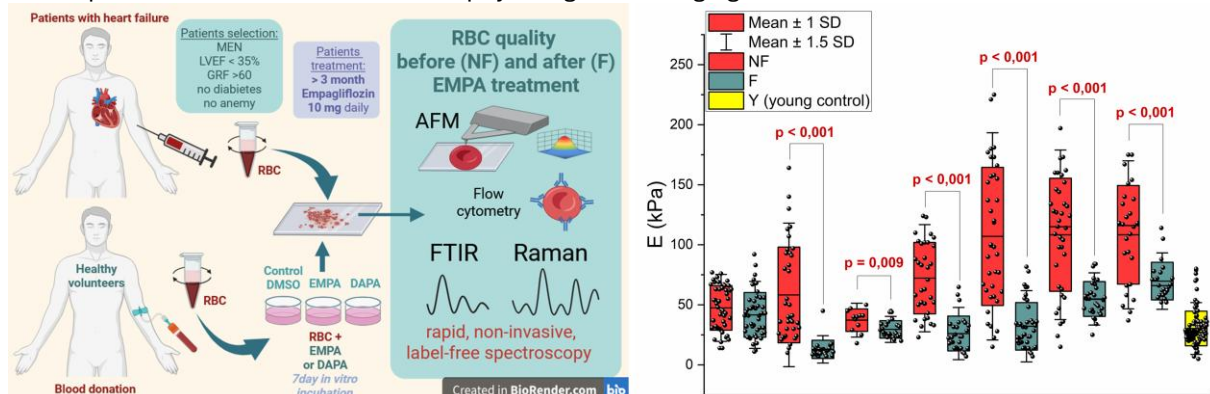 Patients with heart failure
Patients selection:
MEN
LVEF < 35%
GRF >60
no diabetes
no anemy
Patients
treatment:
> 3 month
Empagliflozin
10 mg daily
RBC
RBC quality
before (NF) and after (F)
EMPA treatment
AFM
Flow
cytometry
FTIR
Raman
rapid, non-invasive,
label-free spectroscopy
Healthy
volunteers
RBC
Control
DMSO
EMPA
DAPA
RBC +
EMPA
or DAPA
7day in vitro
incubation
Blood donation
Created in BioRender.com
bio
Mean ± 1 SD
Mean ± 1.5 SD
NF
F
Y (young control)
E (kPa)
250
200
150
100
50
0
p < 0,001
p = 0,009
p < 0,001
p < 0,001
p < 0,001
p < 0,001